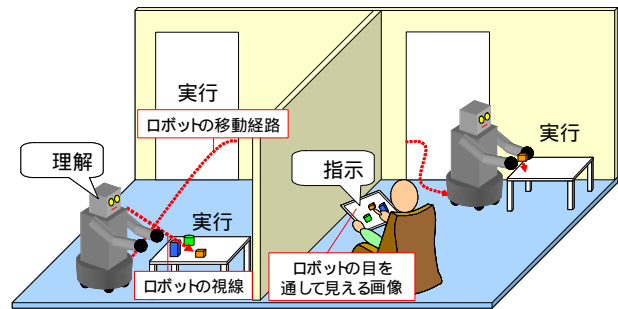 実行
ロボットの移動経路
理解
実行
ロボットの視線
指示
実行
ロボットの目を
通して見える画像